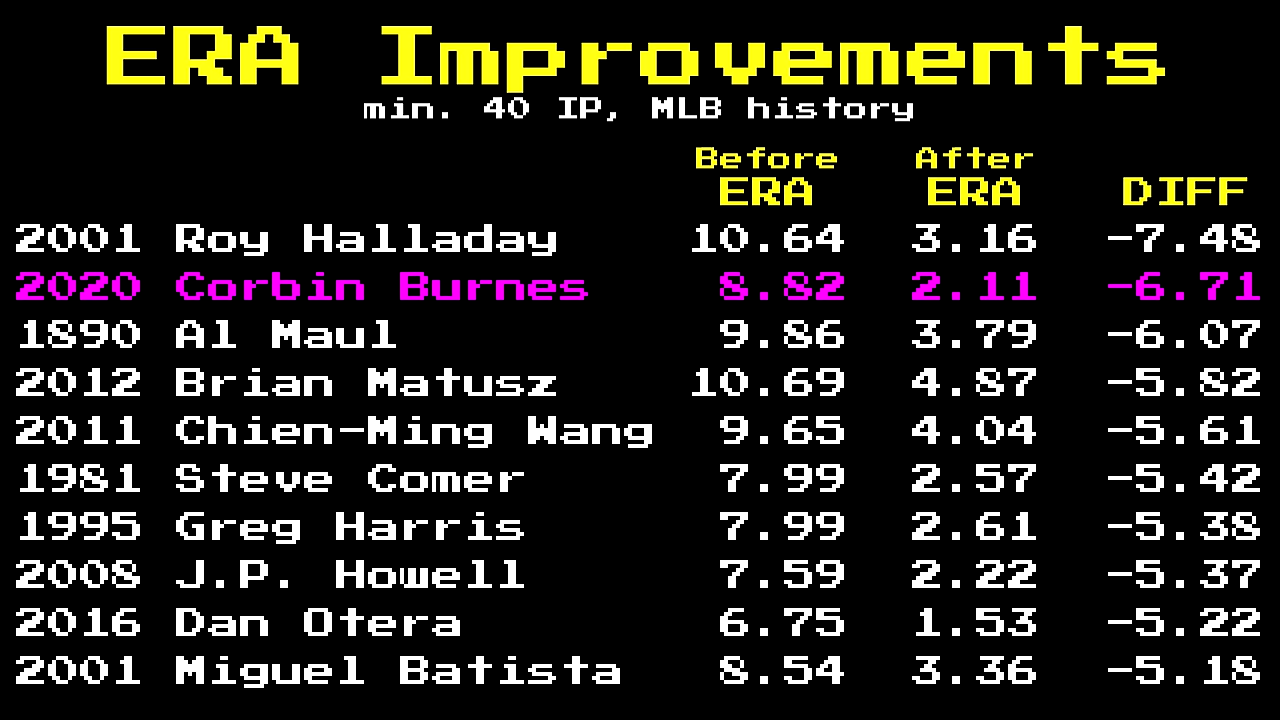 ERA Improvements
min. 40 IP, MLB history
Before After
ERA ERA DIFF
2001 Roy Halladay 10.64 3.16 -7.48
2020 Corbin Burnes 8.82 2.11 -6.71
1890 Al Maul 9.86 3.79 -6.07
2012 Brian Matusz 10.69 4.87 -5.82
2011 Chien-Ming Wang 9.65 4.04 -5.61
1981 Steve Comer 7.99 2.57 -5.42
1995 Greg Harris 7.99 2.61 -5.38
2008 J.P. Howell 7.59 2.22 -5.37
2016 Dan Otera 6.75 1.53 -5.22
2001 Miguel Batista 8.54 3.36 -5.18